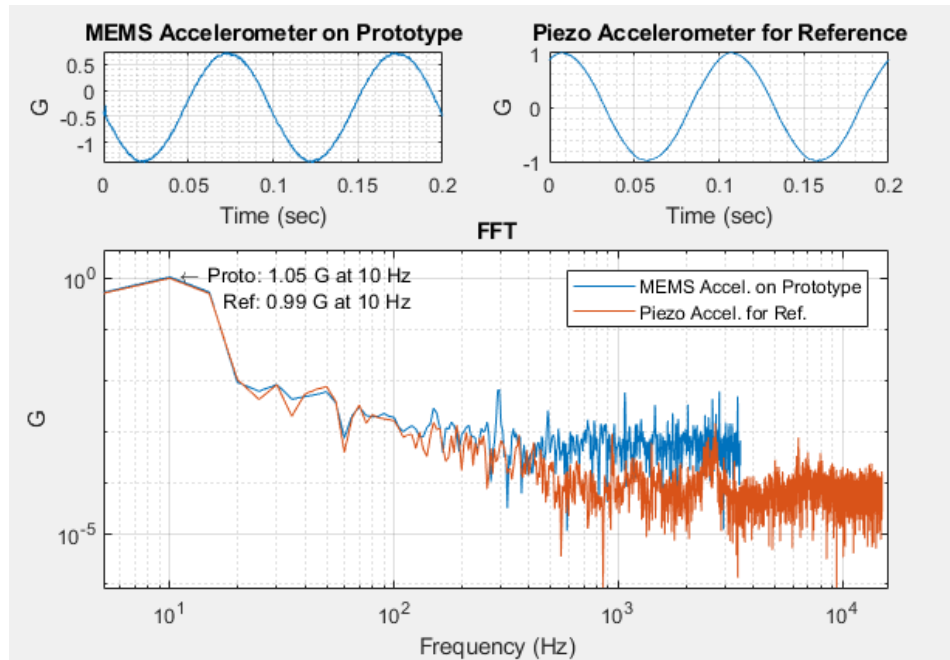 MEMS Accelerometer on Prototype
G
0.5
0
-0.5
-1
0
0.05
0.1
0.15
0.2
Time (sec)
Piezo Accelerometer for Reference
G
1
0
-1
0
0.05
0.1
0.15
0.2
Time (sec)
FFT
G
10^0
10^-5
← Proto: 1.05 G at 10 Hz
Ref: 0.99 G at 10 Hz
MEMS Accel. on Prototype
Piezo Accel. for Ref.
10^1
10^2
10^3
10^4
Frequency (Hz)